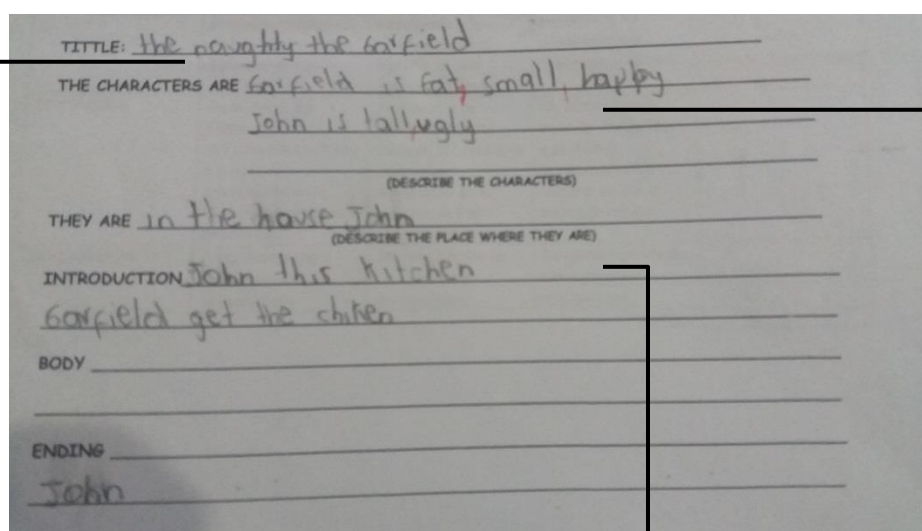 TITTLE: the naughty the Garfield
THE CHARACTERS ARE Garfield is fat, small, happy
John is tall, ugly
(DESCRIBE THE CHARACTERS)
THEY ARE in the house John
(DESCRIBE THE PLACE WHERE THEY ARE)
INTRODUCTION John this kitchen
Garfield get the chiken
BODY
ENDING
John